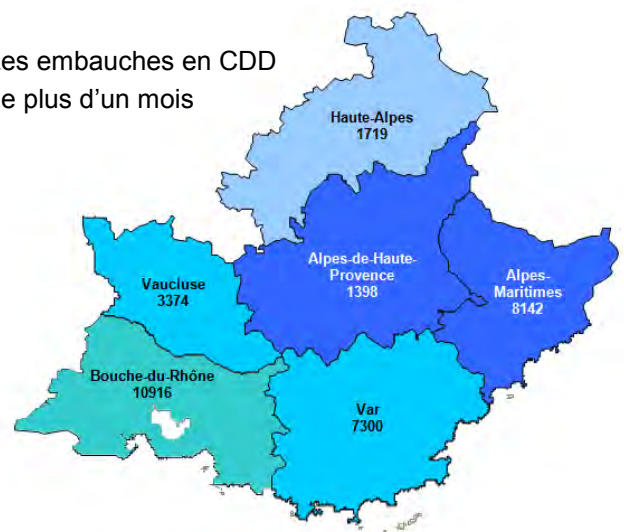 es embauches en CDD
e plus d'un mois
Haute-Alpes
1719
Alpes-de-Haute-
Provence
1398
Alpes-
Maritimes
8142
Vaucluse
3374
Bouche-du-Rhône
10916
Var
7300